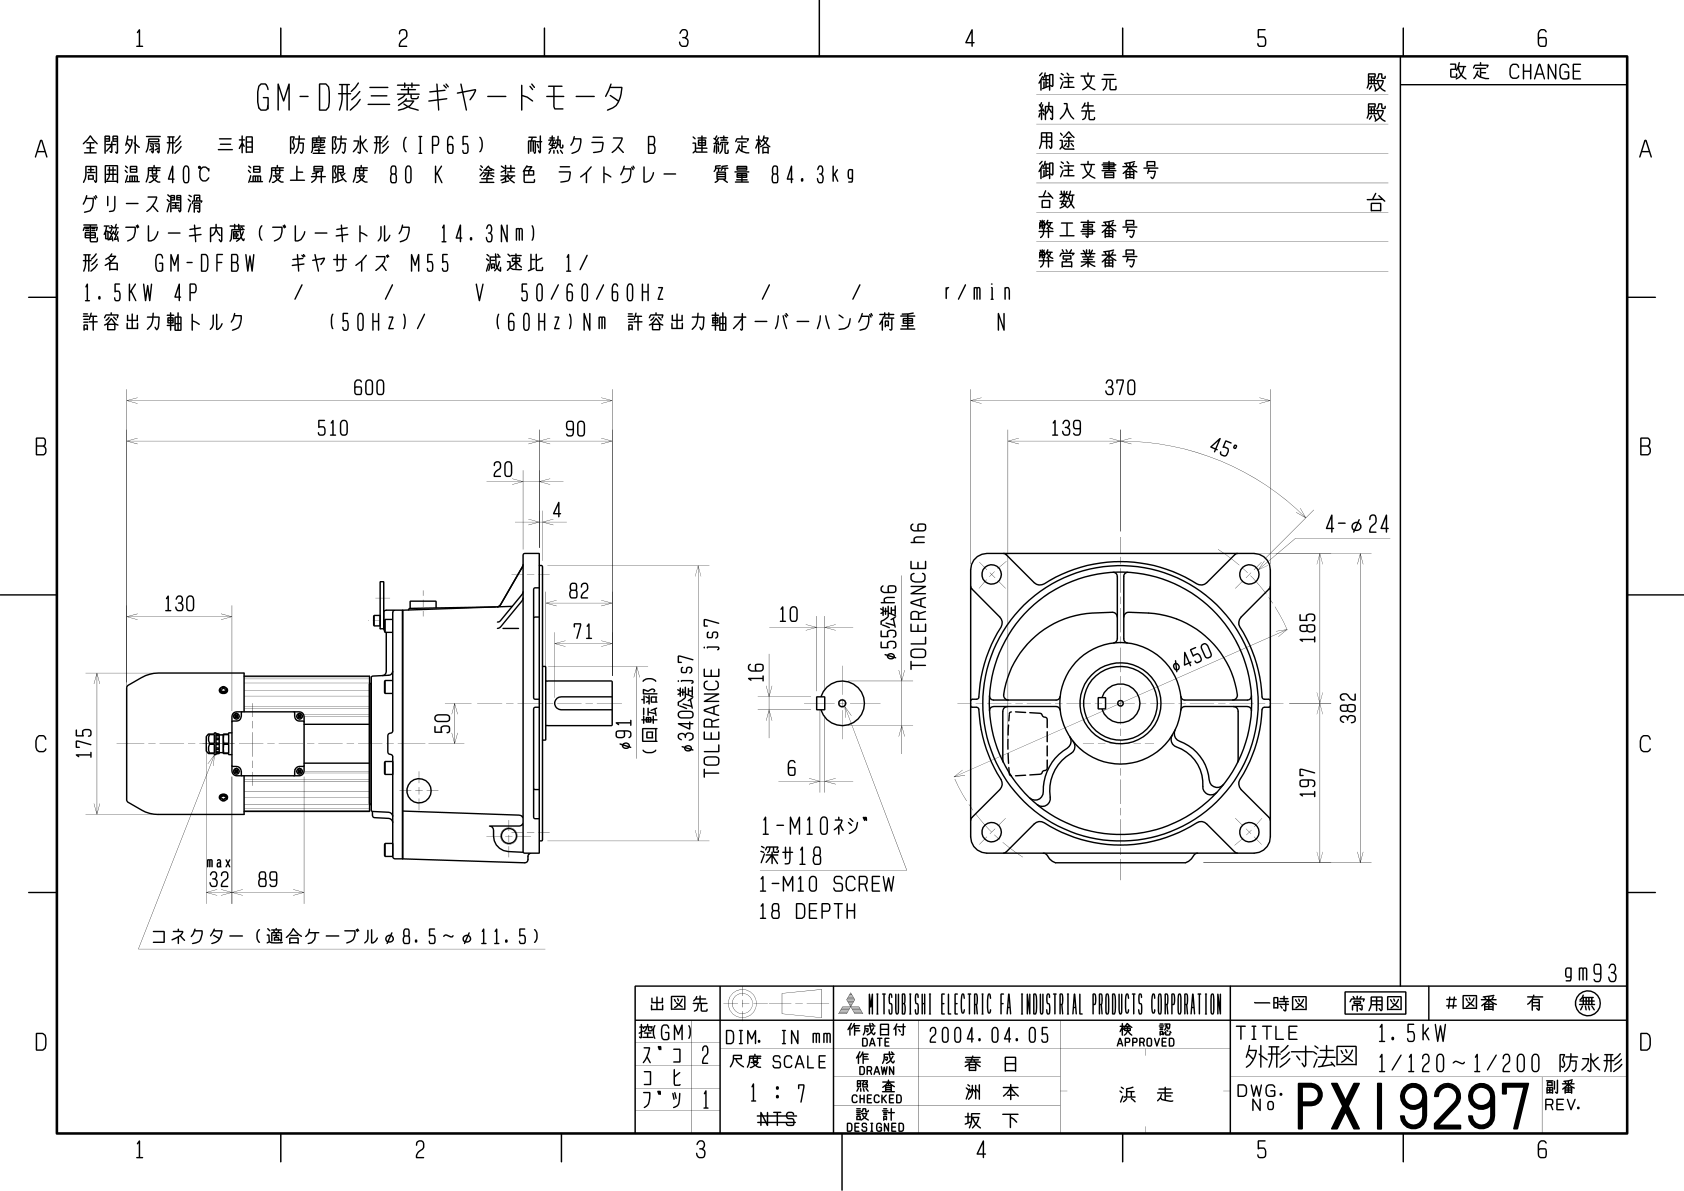 1 2 3 4 5 6
A
B
C
D
A
B
C
D
改定 CHANGE
GM-D形三菱ギヤードモータ
全閉外扇形 三相 防塵防水形(IP65) 耐熱クラス B 連続定格
周囲温度40℃ 温度上昇限度 80 K 塗装色 ライトグレー 質量 84.3kg
グリース潤滑
電磁ブレーキ内蔵(ブレーキトルク 14.3Nm)
形名 GM-DFBW ギヤサイズ M55 減速比 1/
1.5KW 4P / / V 50/60/60Hz / / r/min
許容出力軸トルク (50Hz)/ (60Hz)Nm 許容出力軸オーバーハング荷重 N
御注文元 殿
納入先 殿
用途
御注文書番号
台数 台
弊工事番号
弊営業番号
600
510
90
20
4
130
82
71
175
50
φ91
(回転部)
φ340公差js7
TOLERANCE js7
max
32
89
コネクター(適合ケーブルφ8.5~φ11.5)
10
16
6
φ55公差h6
TOLERANCE h6
1-M10ネジ
深サ18
1-M10 SCREW
18 DEPTH
370
139
45°
4-φ24
φ450
185
382
197
gm93
出図先
控(GM)
ズコ 2
コヒ
ブツ 1
DIM. IN mm
尺度 SCALE
1 : 7
NTS
MITSUBISHI ELECTRIC FA INDUSTRIAL PRODUCTS CORPORATION
作成日付
DATE
2004.04.05
作成
DRAWN
春日
照査
CHECKED
洲本
設計
DESIGNED
坂下
検認
APPROVED
浜走
一時図 常用図 #図番 有 無
TITLE 1.5kW
外形寸法図 1/120~1/200 防水形
DWG.
No
PX19297
副番
REV.
1 2 3 4 5 6